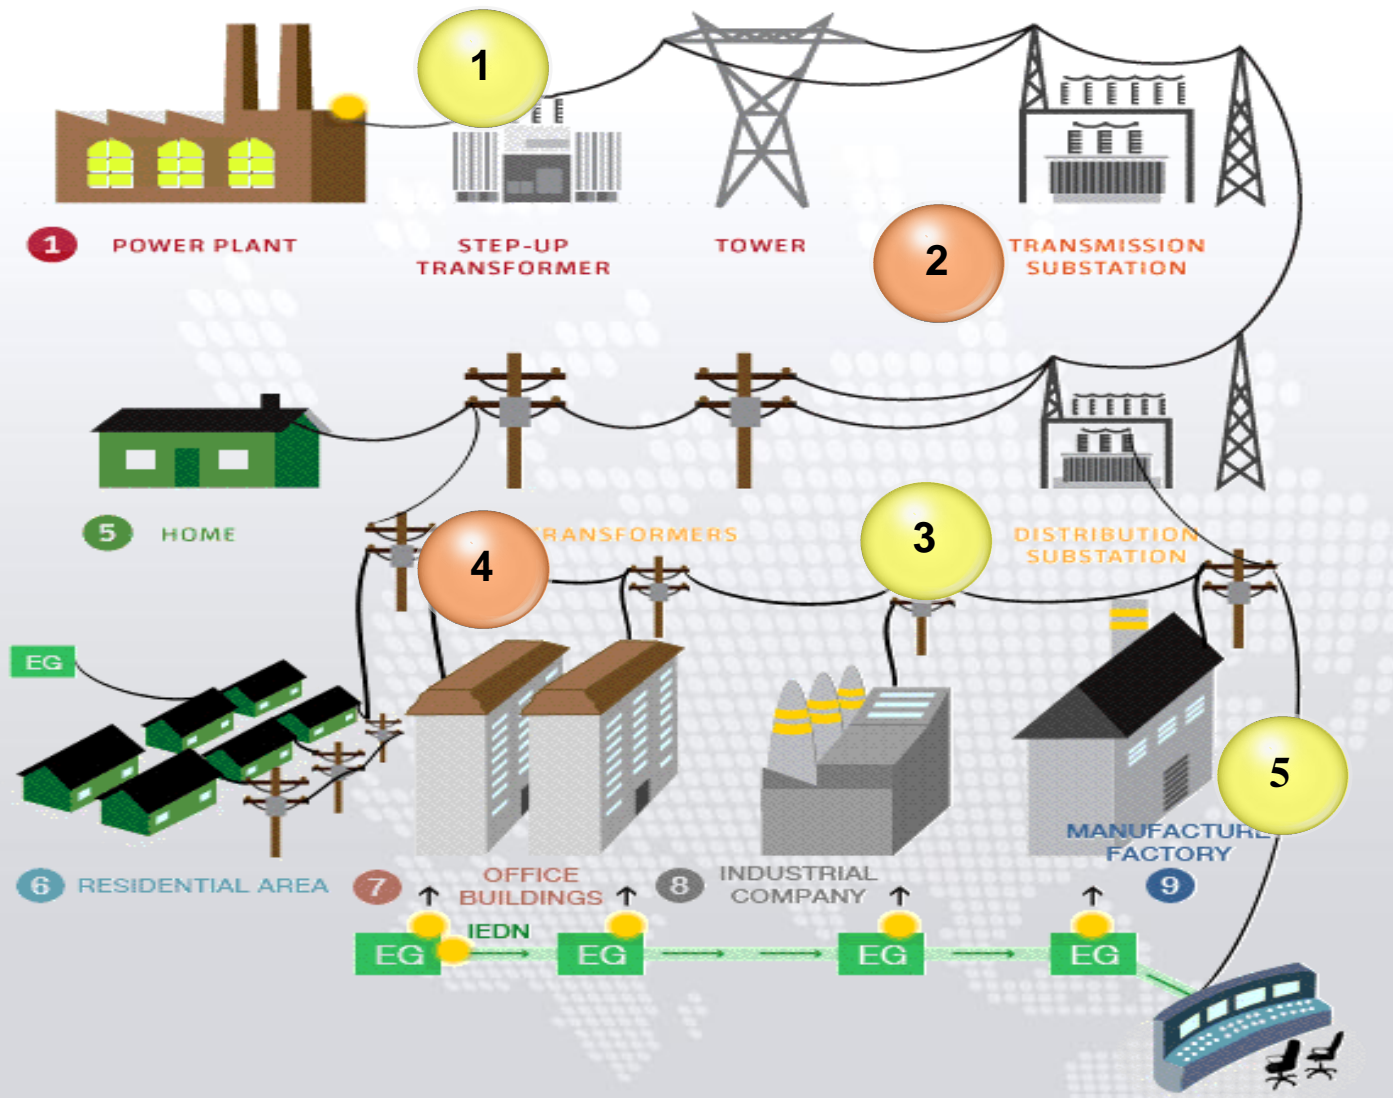 1
1 POWER PLANT
STEP-UP
TRANSFORMER
TOWER
2
TRANSMISSION
SUBSTATION
5 HOME
4
RANSFORMERS
3
DISTRIBUTION
SUBSTATION
EG
5
6 RESIDENTIAL AREA
7
OFFICE
BUILDINGS
8
INDUSTRIAL
COMPANY
MANUFACTURE
FACTORY
9
IEDN
EG
EG
EG
EG